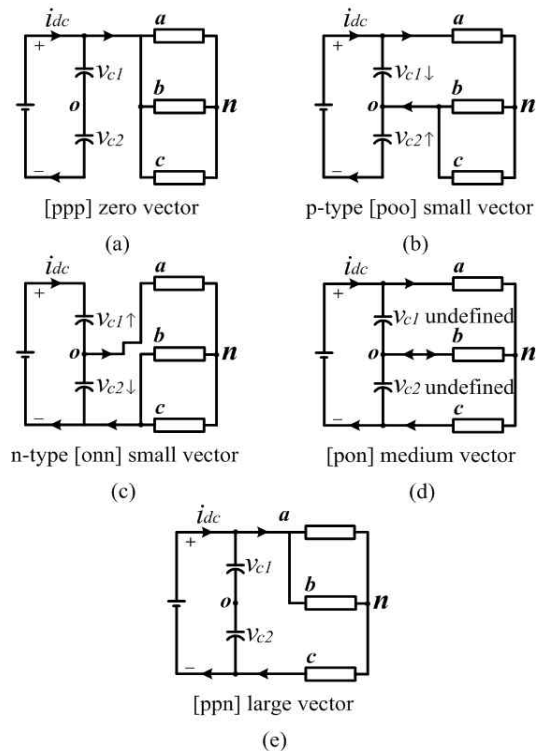 i_dc a i_dc a
+ +
v_c1 v_c1↓
o b n o b n
v_c2 v_c2↑
− c − c
[ppp] zero vector p-type [poo] small vector
(a) (b)
i_dc a i_dc a
+ +
v_c1↑ v_c1 undefined
o b n o b n
v_c2↓ v_c2 undefined
− c − c
n-type [onn] small vector [pon] medium vector
(c) (d)
i_dc a
+
v_c1
o b n
v_c2
− c
[ppn] large vector
(e)